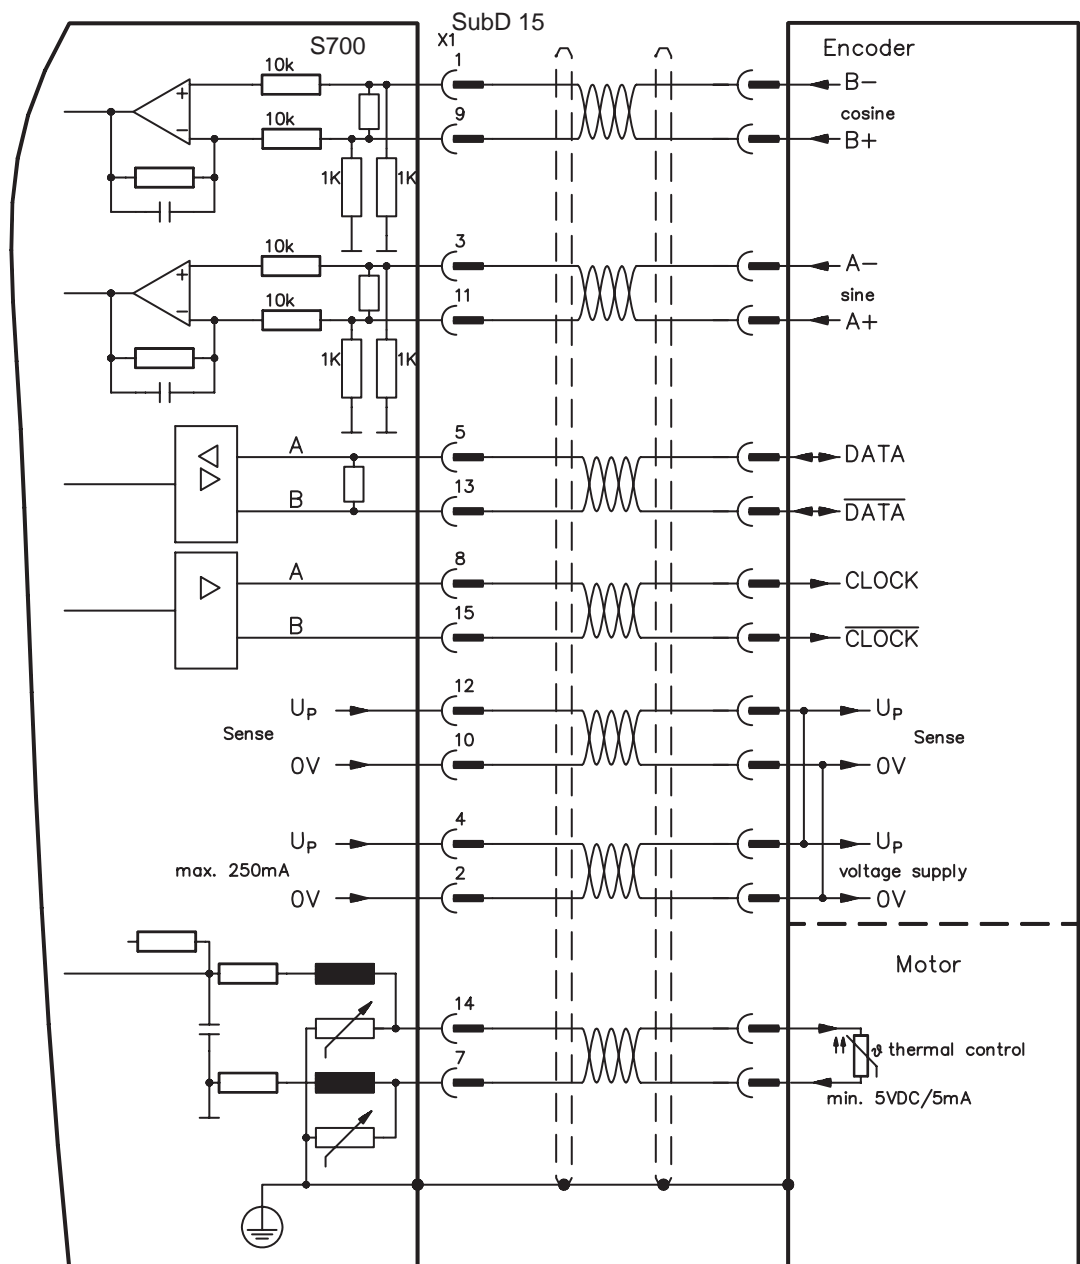 SubD 15
S700
X1
Encoder
10k
1
B−
cosine
+
10k
9
B+
−
1K
1K
10k
3
A−
sine
+
10k
11
A+
−
1K
1K
A
5
DATA
B
13
D̅A̅T̅A̅
A
8
CLOCK
B
15
C̅L̅O̅C̅K̅
UP
12
UP
Sense
Sense
0V
10
0V
UP
4
UP
max. 250mA
voltage supply
0V
2
0V
Motor
14
ϑ thermal control
7
min. 5VDC/5mA